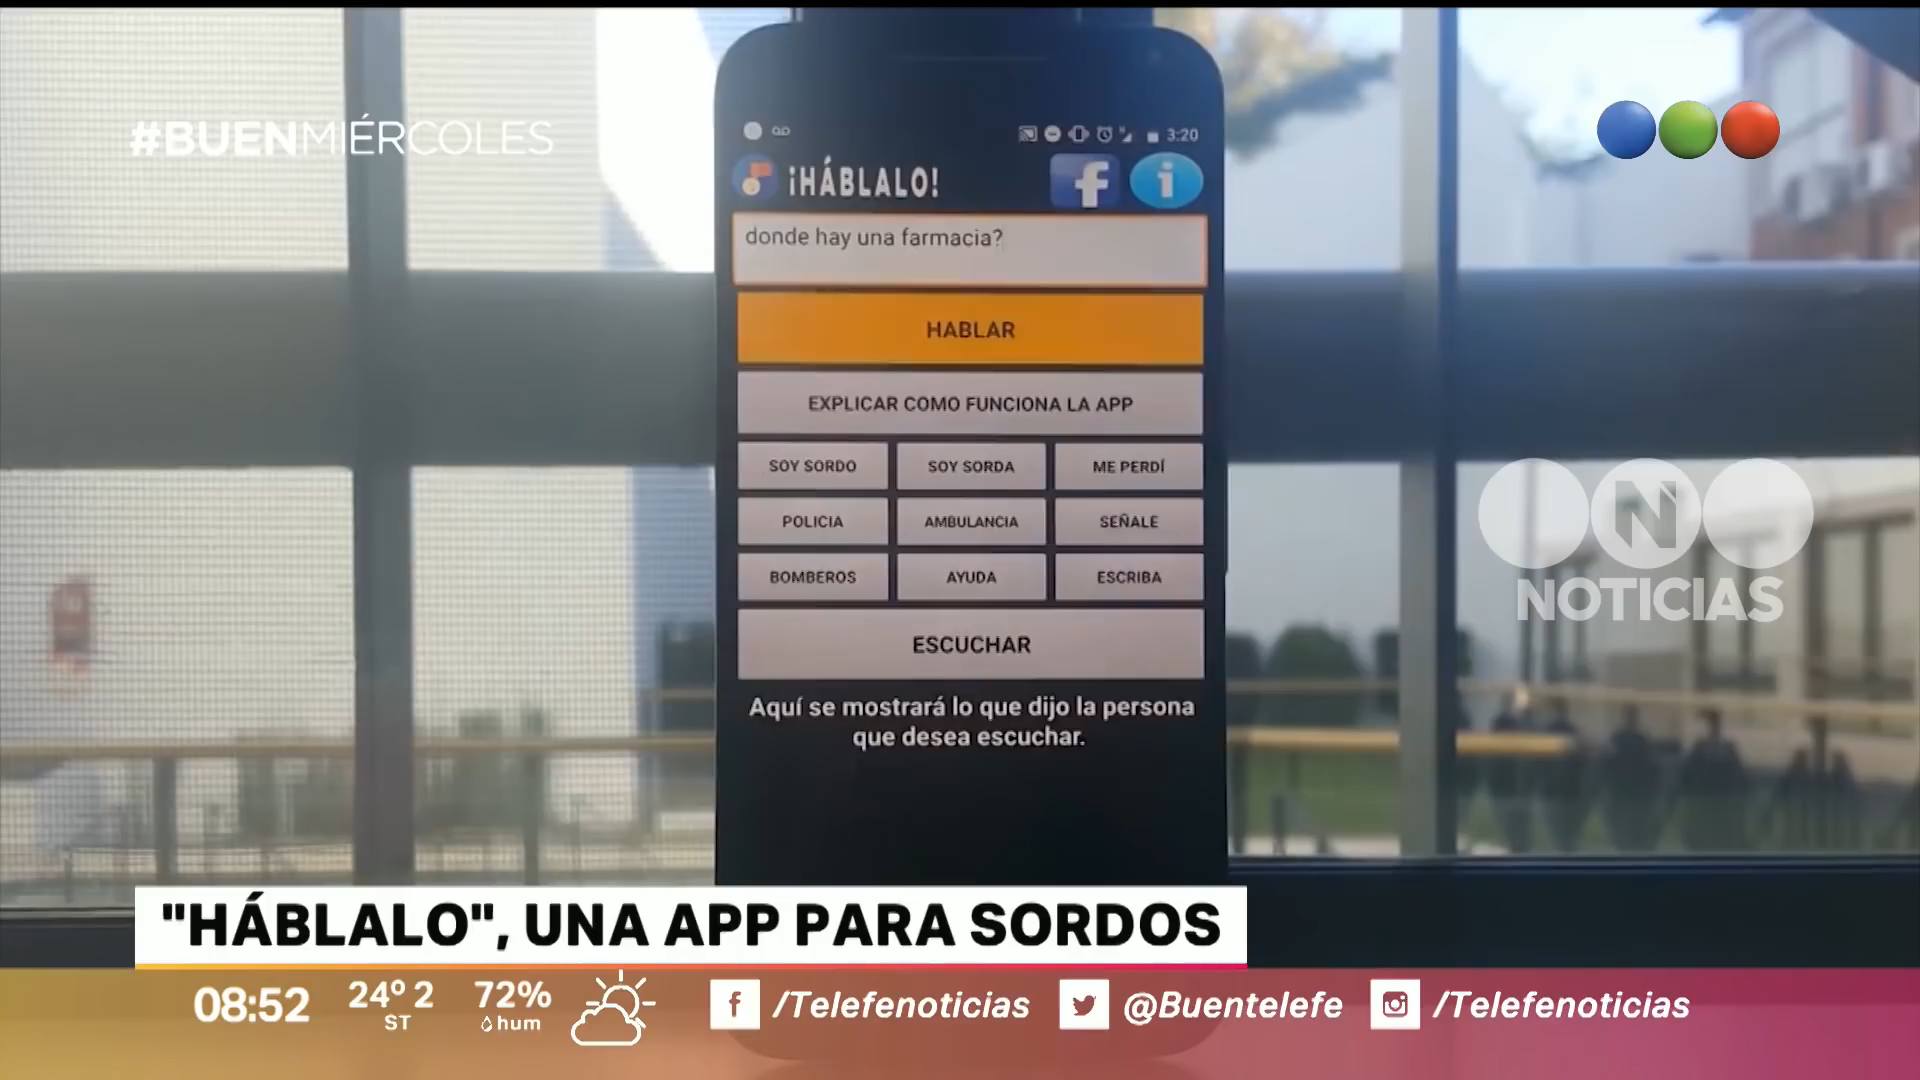 #BUENMIÉRCOLES
3:20
¡HÁBLALO!
f
i
donde hay una farmacia?
HABLAR
EXPLICAR COMO FUNCIONA LA APP
SOY SORDO
SOY SORDA
ME PERDÍ
POLICIA
AMBULANCIA
SEÑALE
BOMBEROS
AYUDA
ESCRIBA
ESCUCHAR
Aquí se mostrará lo que dijo la persona
que desea escuchar.
N
NOTICIAS
"HÁBLALO", UNA APP PARA SORDOS
08:52
24º 2
ST
72%
hum
f /Telefenoticias
@Buentelefe
/Telefenoticias